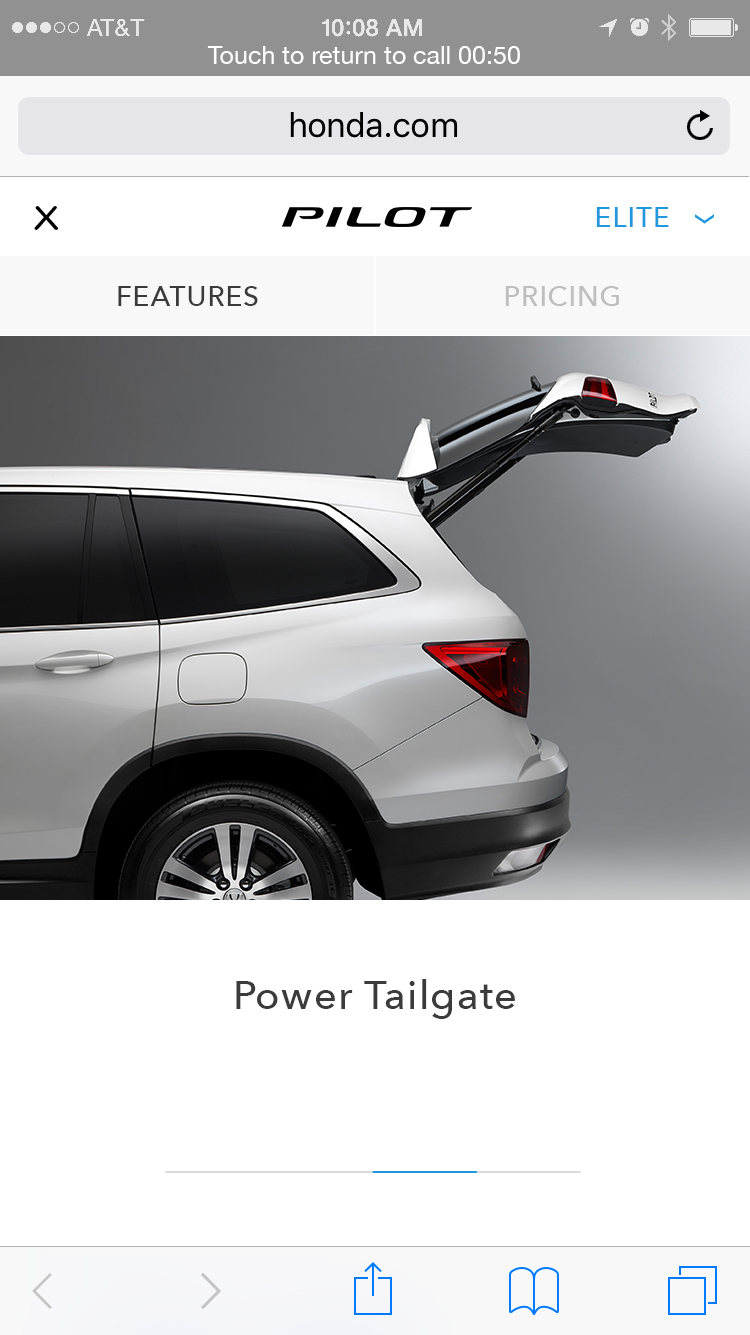 AT&T 10:08 AM
Touch to return to call 00:50
honda.com
PILOT ELITE
FEATURES PRICING
Power Tailgate